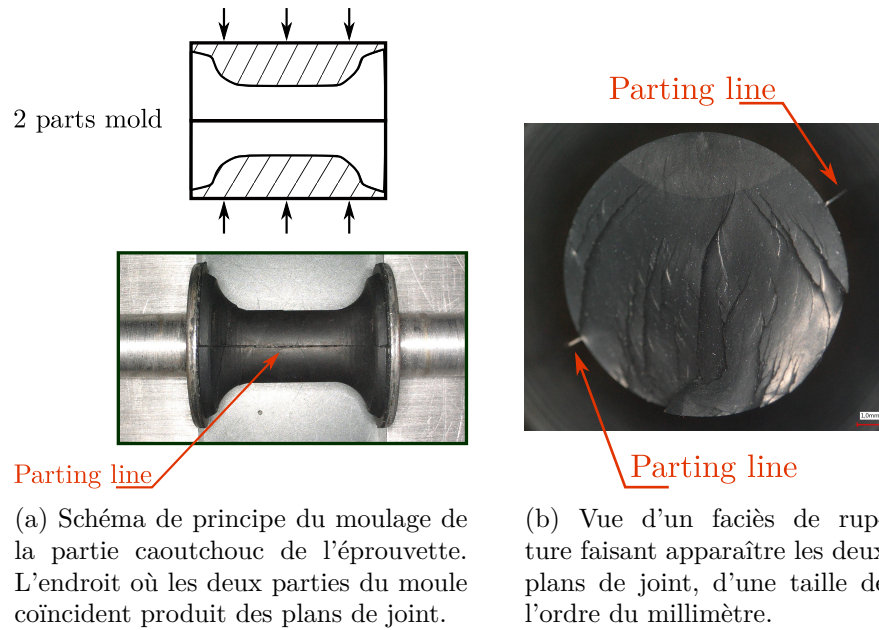 2 parts mold
Parting line
(a) Schéma de principe du moulage de
la partie caoutchouc de l'éprouvette.
L'endroit où les deux parties du moule
coïncident produit des plans de joint.
Parting line
1,0mm
Parting line
(b) Vue d'un faciès de rup-
ture faisant apparaître les deux
plans de joint, d'une taille de
l'ordre du millimètre.